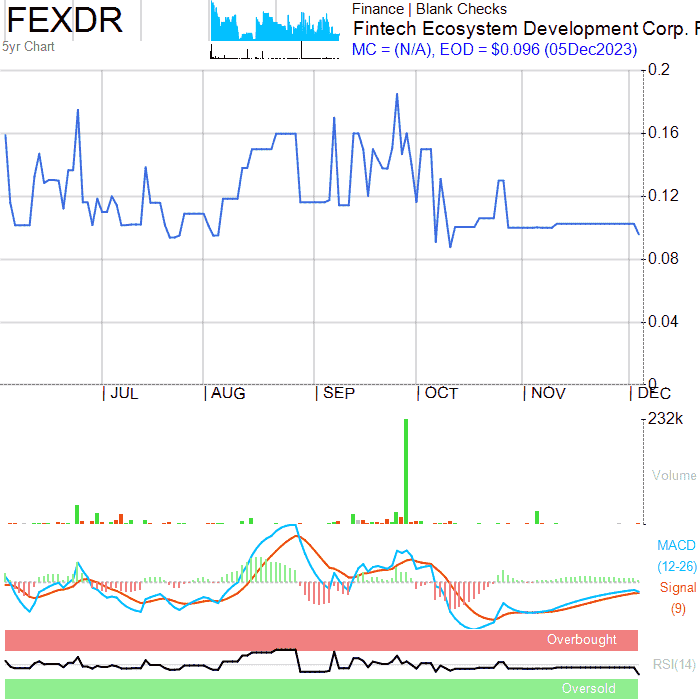 FEXDR
5yr Chart
Finance | Blank Checks
Fintech Ecosystem Development Corp. F
MC = (N/A), EOD = $0.096 (05Dec2023)
0.2
0.16
0.12
0.08
0.04
0
| JUL | AUG | SEP | OCT | NOV | DEC
232k
Volume
MACD
(12-26)
Signal
(9)
Overbought
RSI(14)
Oversold